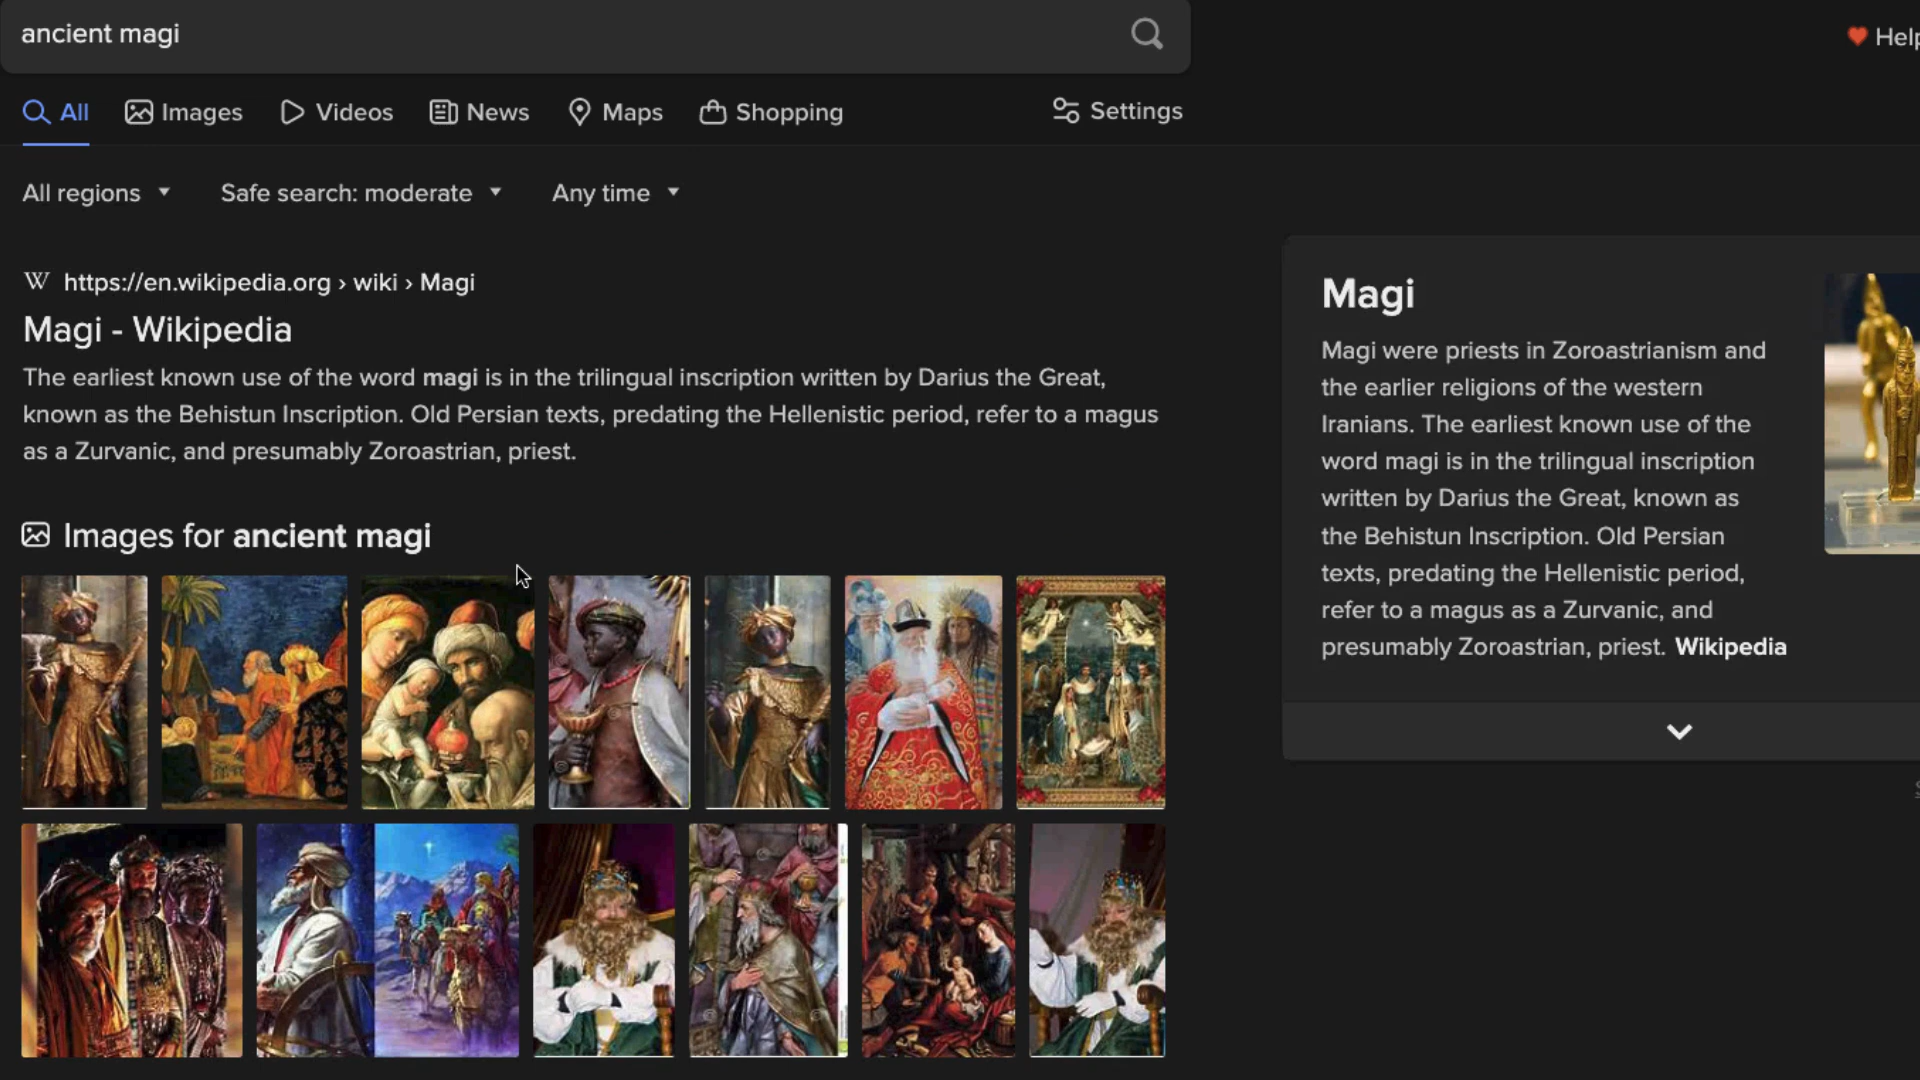 ancient magi
Help
All
Images
Videos
News
Maps
Shopping
Settings
All regions
Safe search: moderate
Any time
W https://en.wikipedia.org › wiki › Magi
Magi - Wikipedia
The earliest known use of the word magi is in the trilingual inscription written by Darius the Great,
known as the Behistun Inscription. Old Persian texts, predating the Hellenistic period, refer to a magus
as a Zurvanic, and presumably Zoroastrian, priest.
Images for ancient magi
Magi
Magi were priests in Zoroastrianism and
the earlier religions of the western
Iranians. The earliest known use of the
word magi is in the trilingual inscription
written by Darius the Great, known as
the Behistun Inscription. Old Persian
texts, predating the Hellenistic period,
refer to a magus as a Zurvanic, and
presumably Zoroastrian, priest. Wikipedia